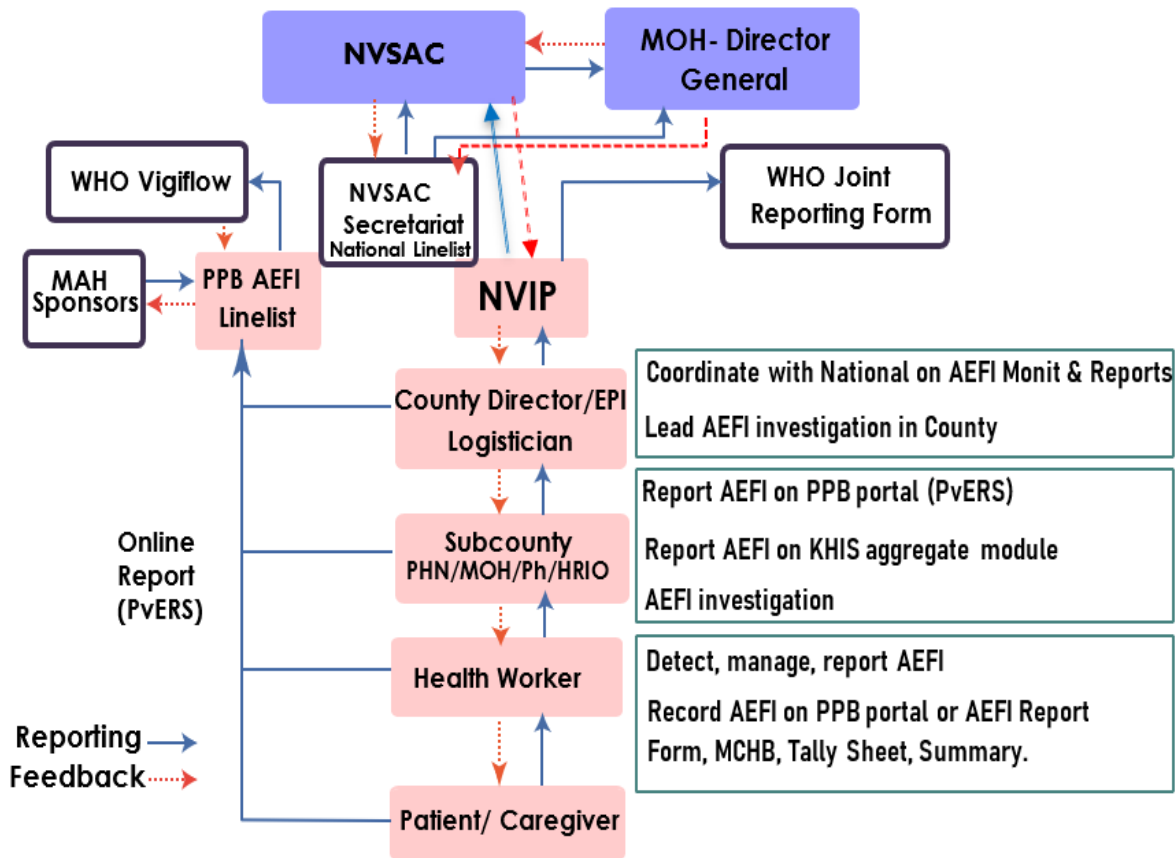 NVSAC
MOH- Director
General
WHO Vigiflow
NVSAC
Secretariat
National Linelist
WHO Joint
Reporting Form
MAH
Sponsors
PPB AEFI
Linelist
NVIP
County Director/EPI
Logistician
Coordinate with National on AEFI Monit & Reports
Lead AEFI investigation in County
Online
Report
(PvERS)
Subcounty
PHN/MOH/Ph/HRIO
Report AEFI on PPB portal (PvERS)
Report AEFI on KHIS aggregate module
AEFI investigation
Health Worker
Detect, manage, report AEFI
Record AEFI on PPB portal or AEFI Report
Form, MCHB, Tally Sheet, Summary.
Reporting
Feedback
Patient/ Caregiver